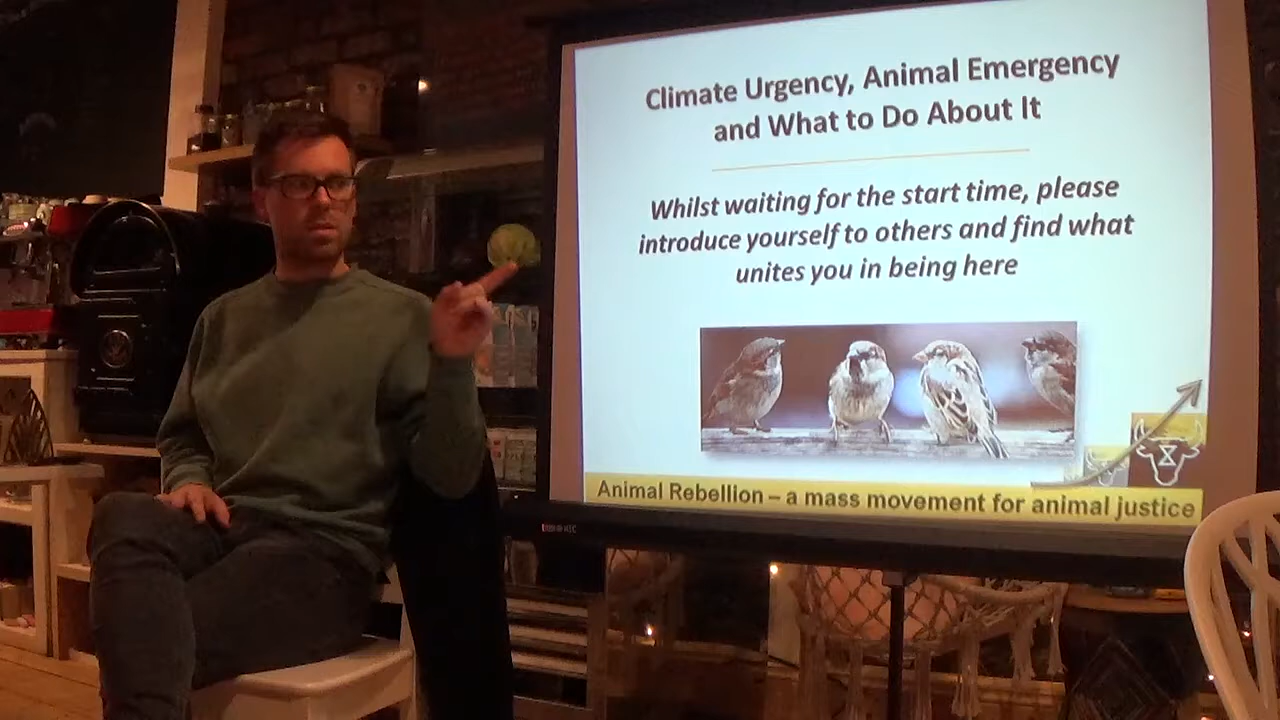 Climate Urgency, Animal Emergency
and What to Do About It
Whilst waiting for the start time, please
introduce yourself to others and find what
unites you in being here
Animal Rebellion – a mass movement for animal justice